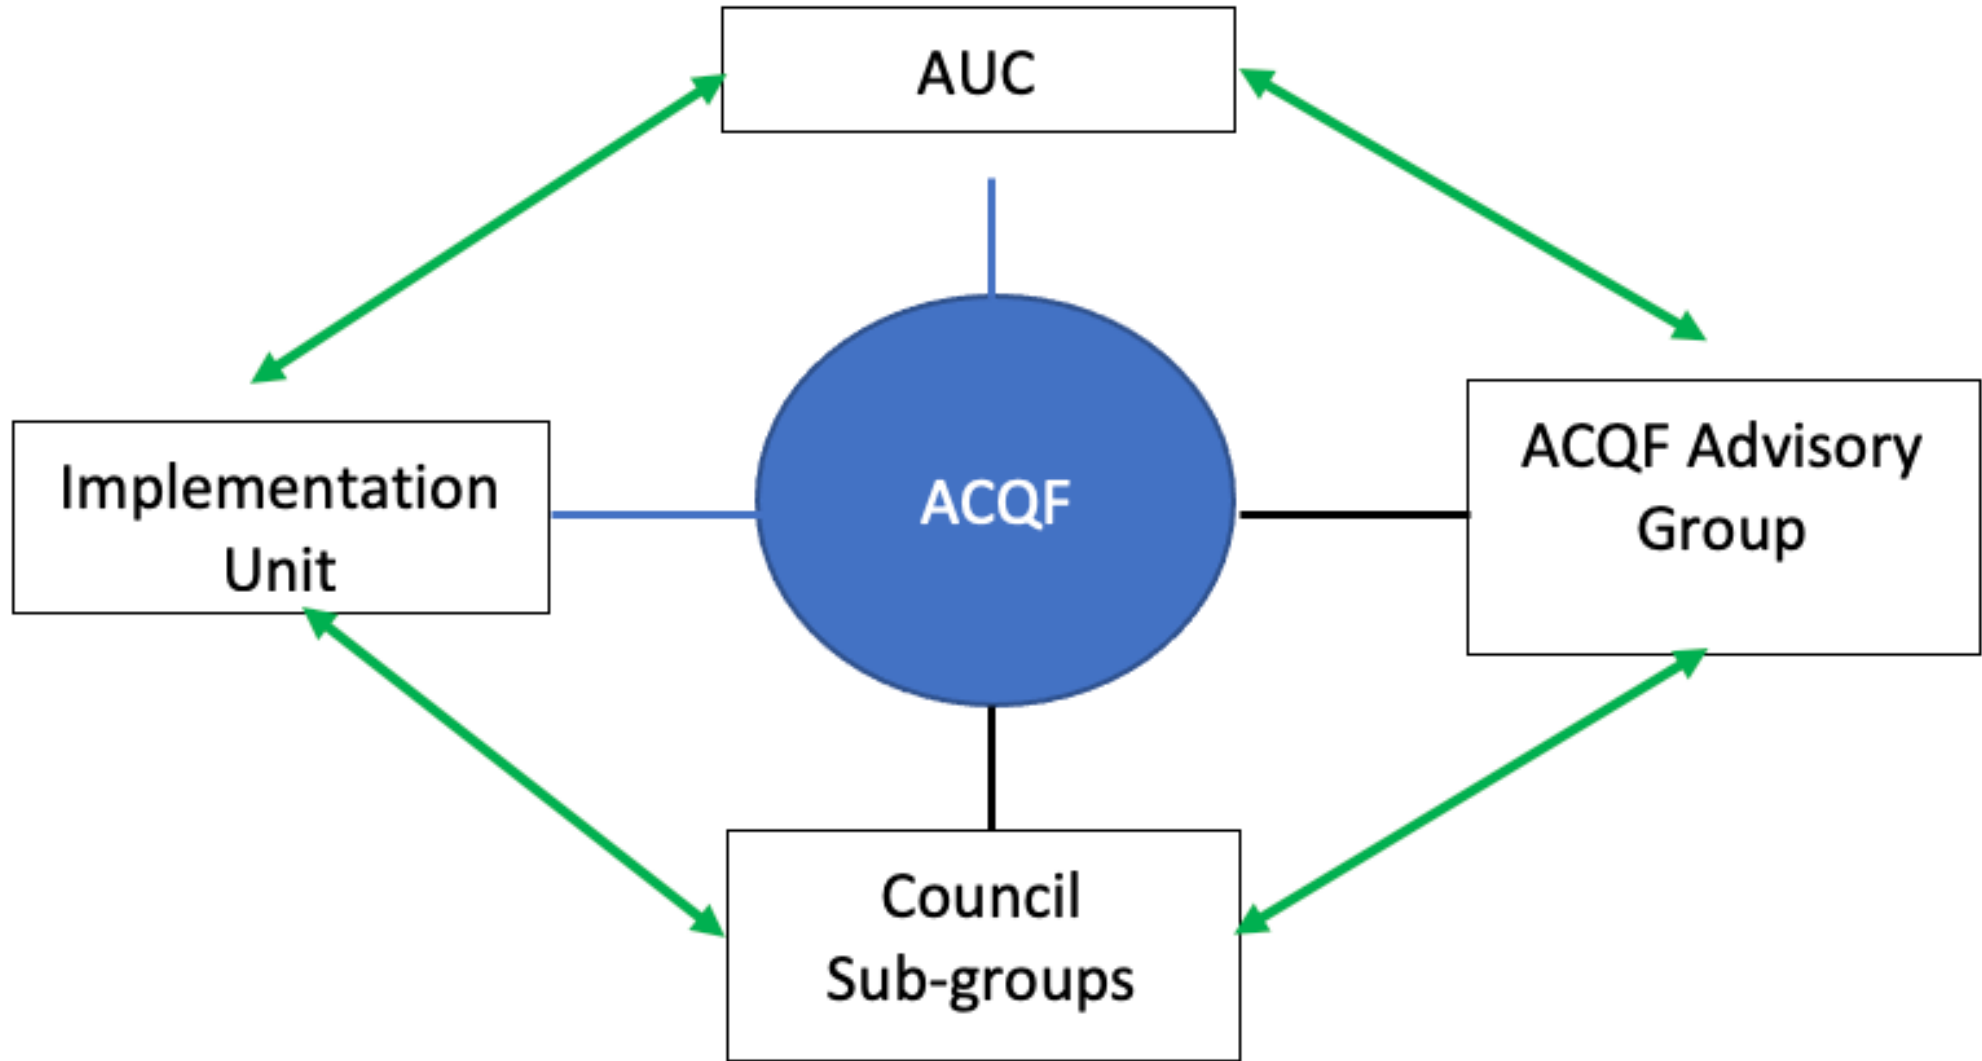 AUC
Implementation
Unit
ACQF
ACQF Advisory
Group
Council
Sub-groups